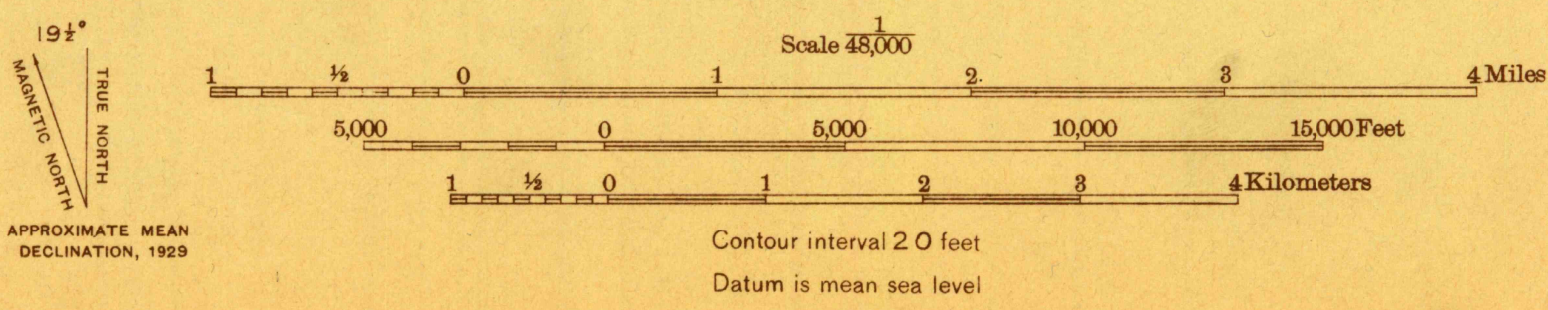 19½°
MAGNETIC NORTH
TRUE NORTH
APPROXIMATE MEAN
DECLINATION, 1929
Scale 1/48,000
1 ½ 0 1 2 3 4 Miles
5,000 0 5,000 10,000 15,000 Feet
1 ½ 0 1 2 3 4 Kilometers
Contour interval 20 feet
Datum is mean sea level